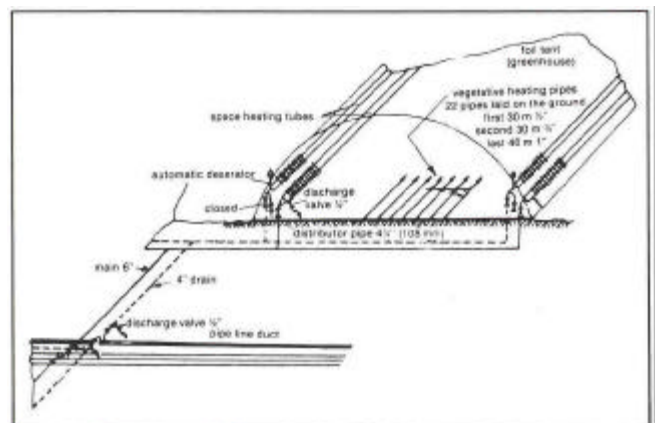 foil tent
(greenhouse)
vegetative heating pipes
22 pipes laid on the ground
first 30 m ½"
second 30 m ¾"
last 40 m 1"
space heating tubes
automatic deaerator
discharge
valve ½"
closed
distributor pipe 4¼" (108 mm)
main 6"
4" drain
discharge valve ½"
pipe line duct